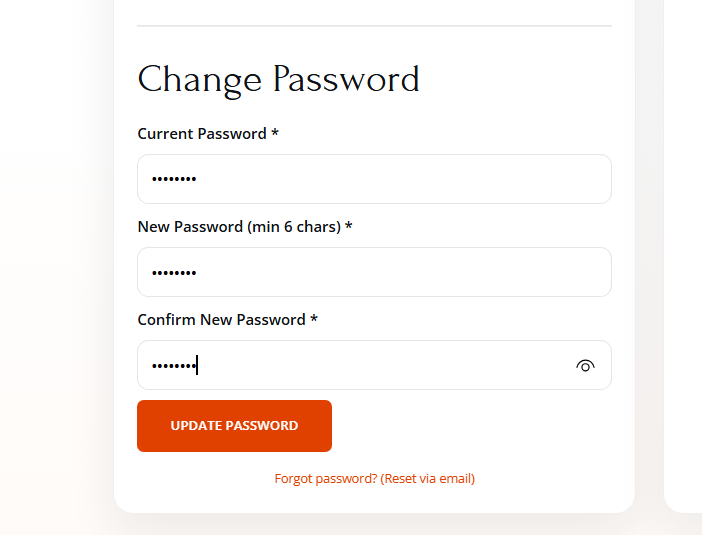 Change Password
Current Password *
••••••••
New Password (min 6 chars) *
••••••••
Confirm New Password *
••••••••
UPDATE PASSWORD
Forgot password? (Reset via email)